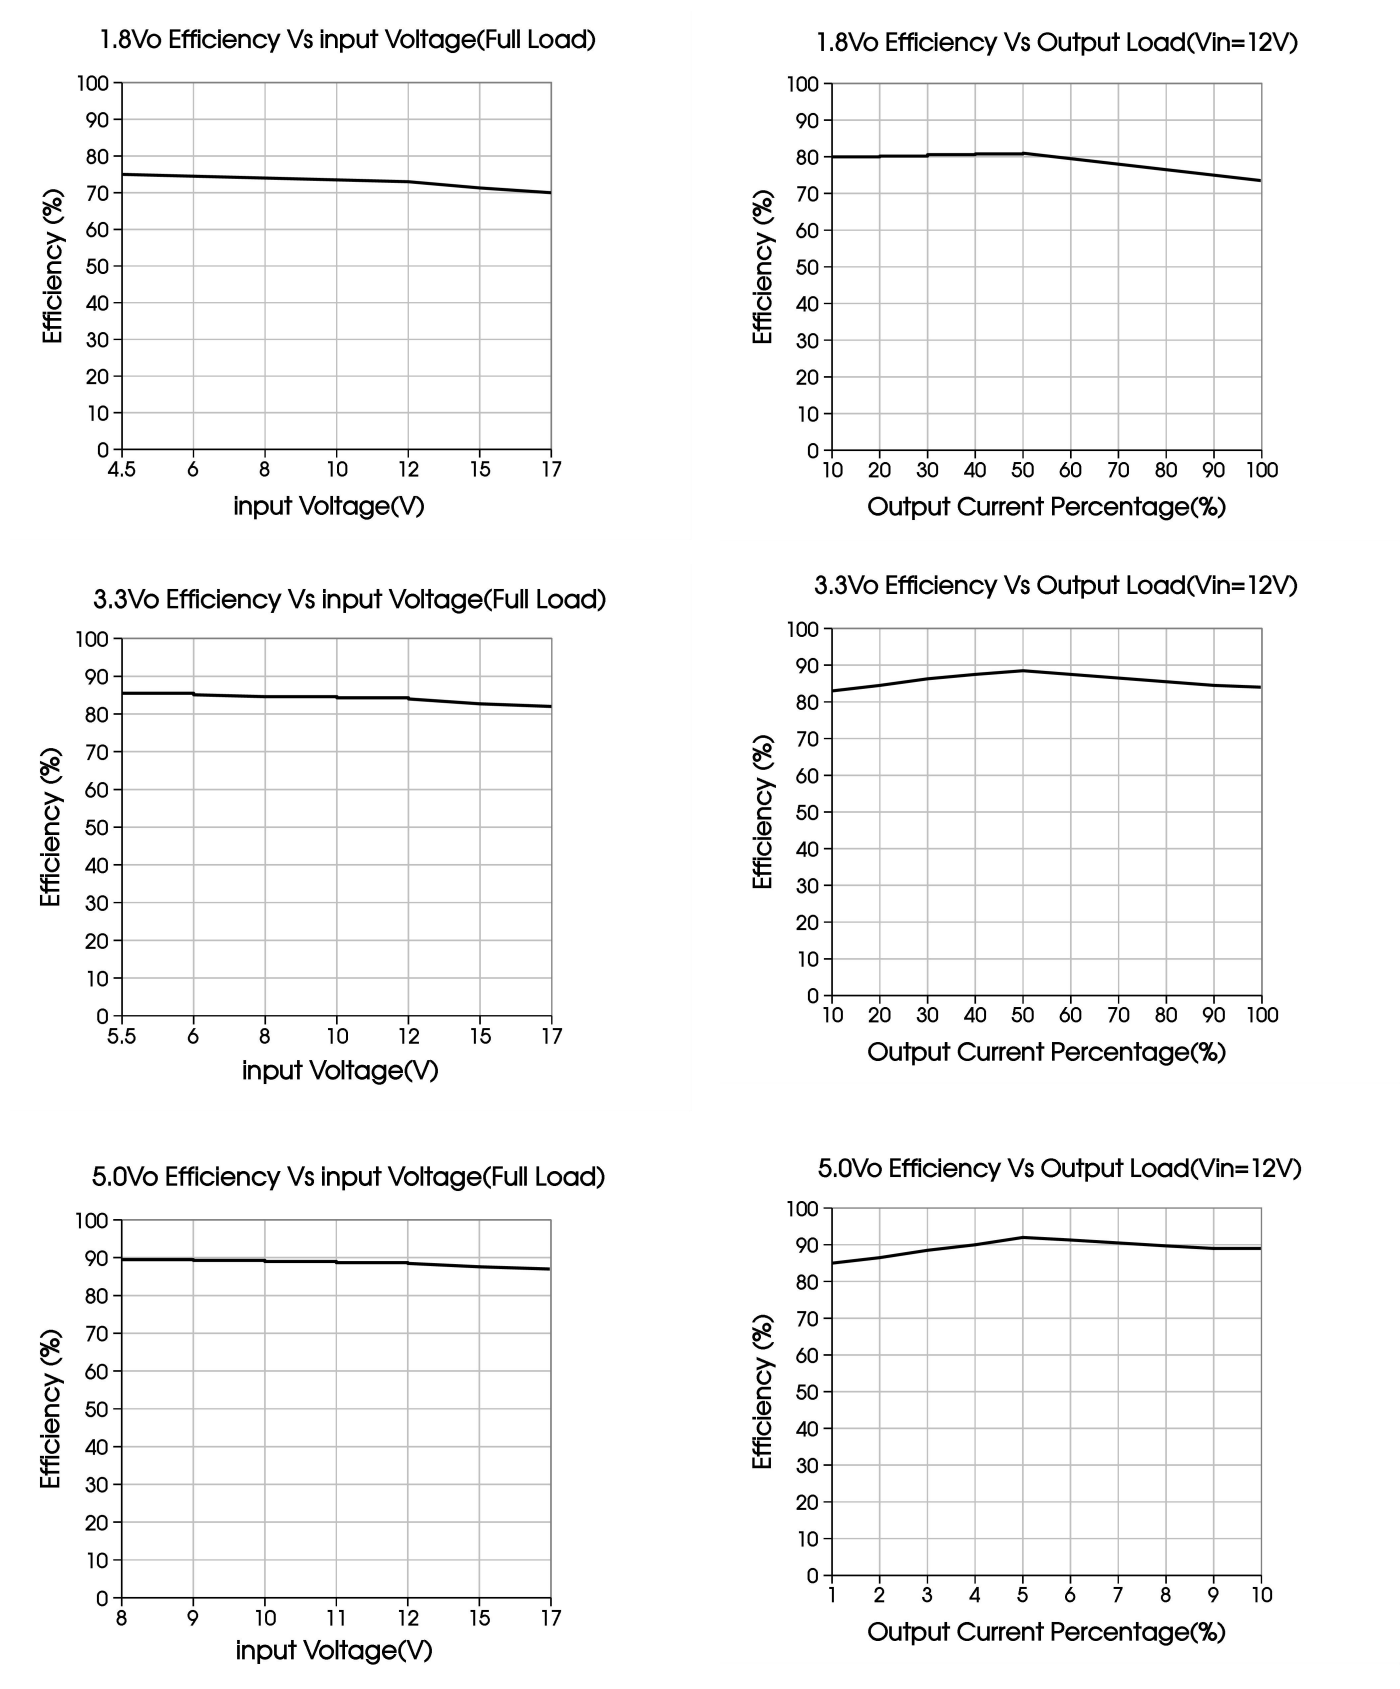 1.8Vo Efficiency Vs input Voltage(Full Load)
100
90
80
70
60
50
40
30
20
10
0
Efficiency (%)
4.5 6 8 10 12 15 17
input Voltage(V)
1.8Vo Efficiency Vs Output Load(Vin=12V)
100
90
80
70
60
50
40
30
20
10
0
Efficiency (%)
10 20 30 40 50 60 70 80 90 100
Output Current Percentage(%)
3.3Vo Efficiency Vs input Voltage(Full Load)
100
90
80
70
60
50
40
30
20
10
0
Efficiency (%)
5.5 6 8 10 12 15 17
input Voltage(V)
3.3Vo Efficiency Vs Output Load(Vin=12V)
100
90
80
70
60
50
40
30
20
10
0
Efficiency (%)
10 20 30 40 50 60 70 80 90 100
Output Current Percentage(%)
5.0Vo Efficiency Vs input Voltage(Full Load)
100
90
80
70
60
50
40
30
20
10
0
Efficiency (%)
8 9 10 11 12 15 17
input Voltage(V)
5.0Vo Efficiency Vs Output Load(Vin=12V)
100
90
80
70
60
50
40
30
20
10
0
Efficiency (%)
1 2 3 4 5 6 7 8 9 10
Output Current Percentage(%)